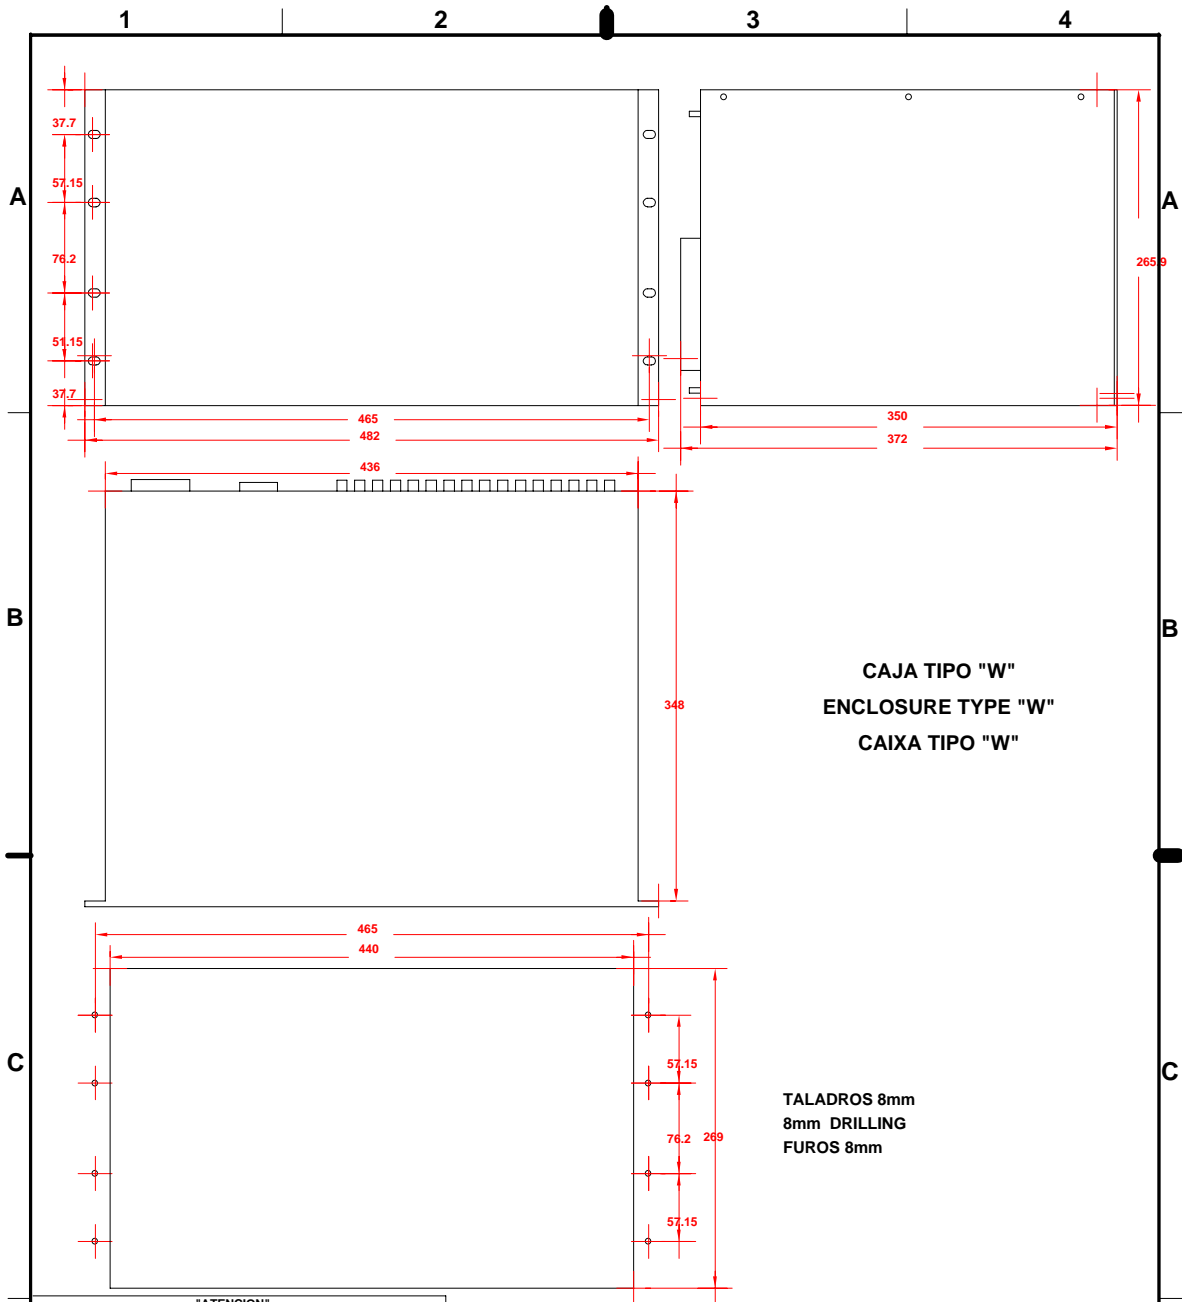 1 2 3 4
A A
37.7
57.15
76.2
51.15
37.7
465
482
265.9
350
372
436
B B
348
CAJA TIPO "W"
ENCLOSURE TYPE "W"
CAIXA TIPO "W"
465
440
C C
57.15
76.2
269
57.15
TALADROS 8mm
8mm DRILLING
FUROS 8mm
"ATENCION"